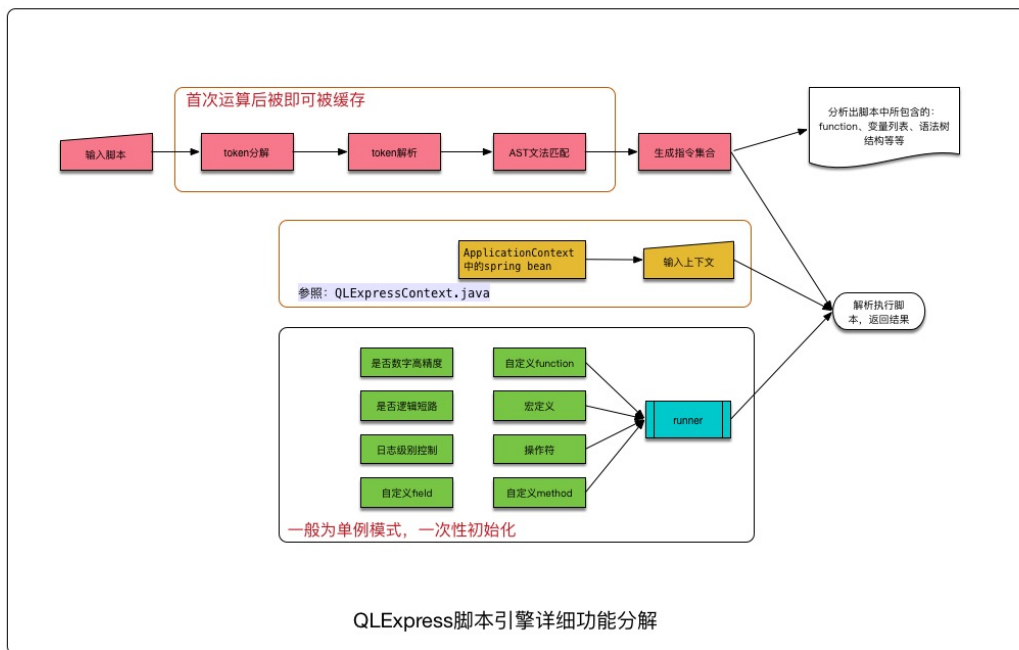 首次运算后被即可被缓存
输入脚本
token分解
token解析
AST文法匹配
生成指令集合
分析出脚本中所包含的：
function、变量列表、语法树
结构等等
ApplicationContext
中的spring bean
输入上下文
参照：QLExpressContext.java
解析执行脚
本，返回结果
是否数字高精度
自定义function
是否逻辑短路
宏定义
runner
日志级别控制
操作符
自定义field
自定义method
一般为单例模式，一次性初始化
QLExpress脚本引擎详细功能分解